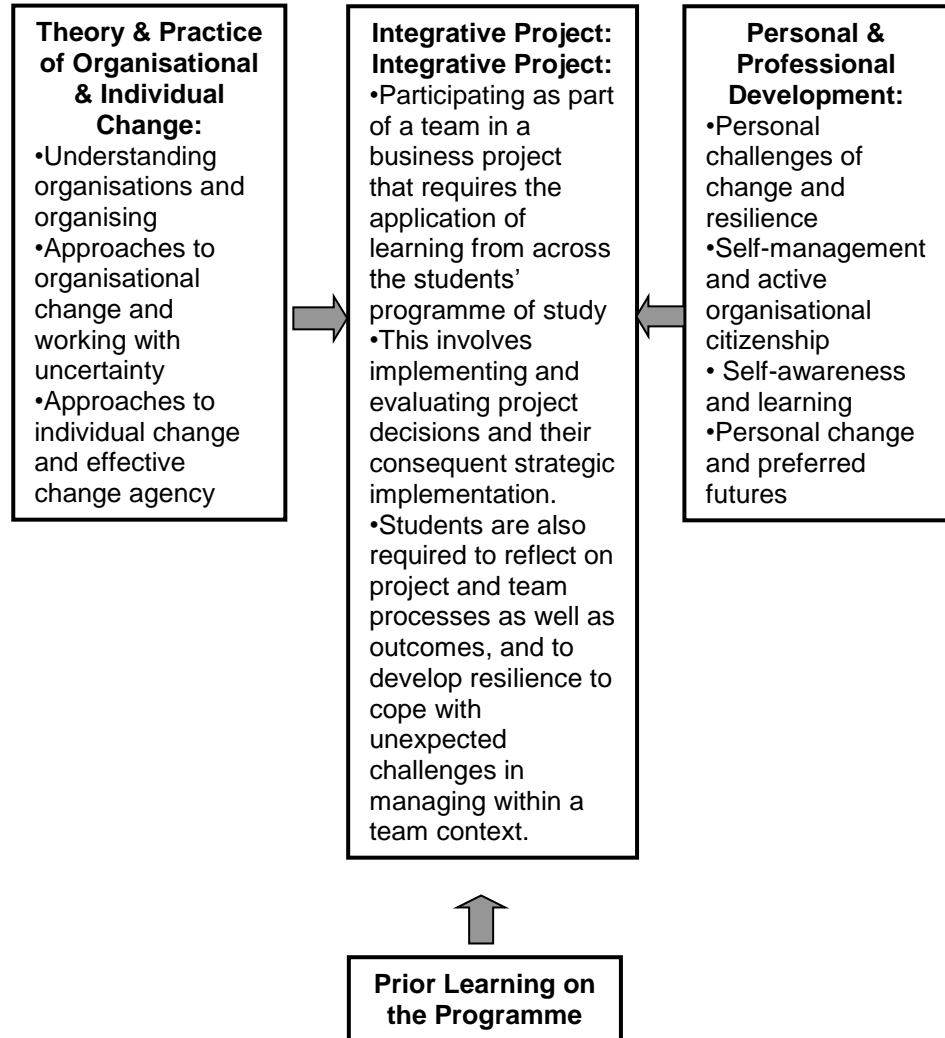 Theory & Practice
of Organisational
& Individual
Change:
•Understanding
organisations and
organising
•Approaches to
organisational
change and
working with
uncertainty
•Approaches to
individual change
and effective
change agency
Integrative Project:
Integrative Project:
•Participating as part
of a team in a
business project
that requires the
application of
learning from across
the students’
programme of study
•This involves
implementing and
evaluating project
decisions and their
consequent strategic
implementation.
•Students are also
required to reflect on
project and team
processes as well as
outcomes, and to
develop resilience to
cope with
unexpected
challenges in
managing within a
team context.
Personal &
Professional
Development:
•Personal
challenges of
change and
resilience
•Self-management
and active
organisational
citizenship
• Self-awareness
and learning
•Personal change
and preferred
futures
Prior Learning on
the Programme